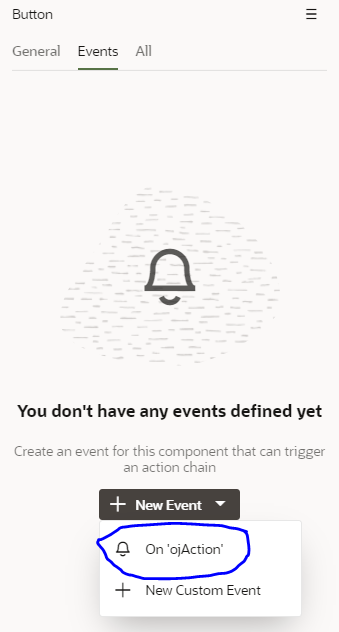 Button
General Events All
You don't have any events defined yet
Create an event for this component that can trigger
an action chain
New Event
On 'ojAction'
New Custom Event